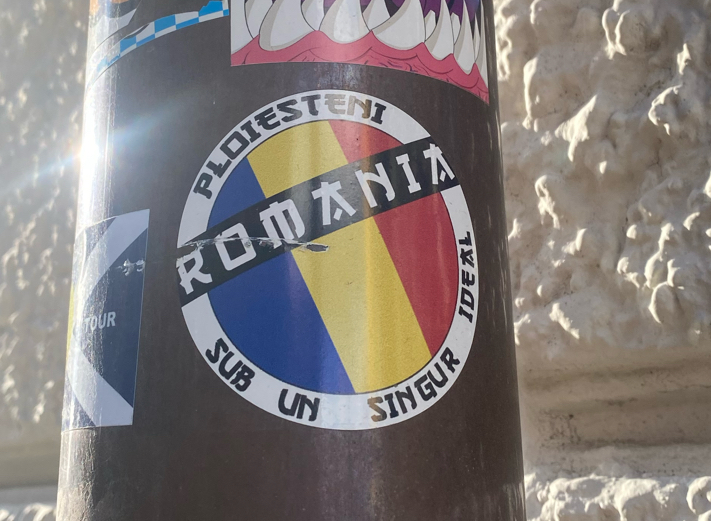 PLOIESTENI
ROMANIA
SUB UN SINGUR IDEAL
TOUR